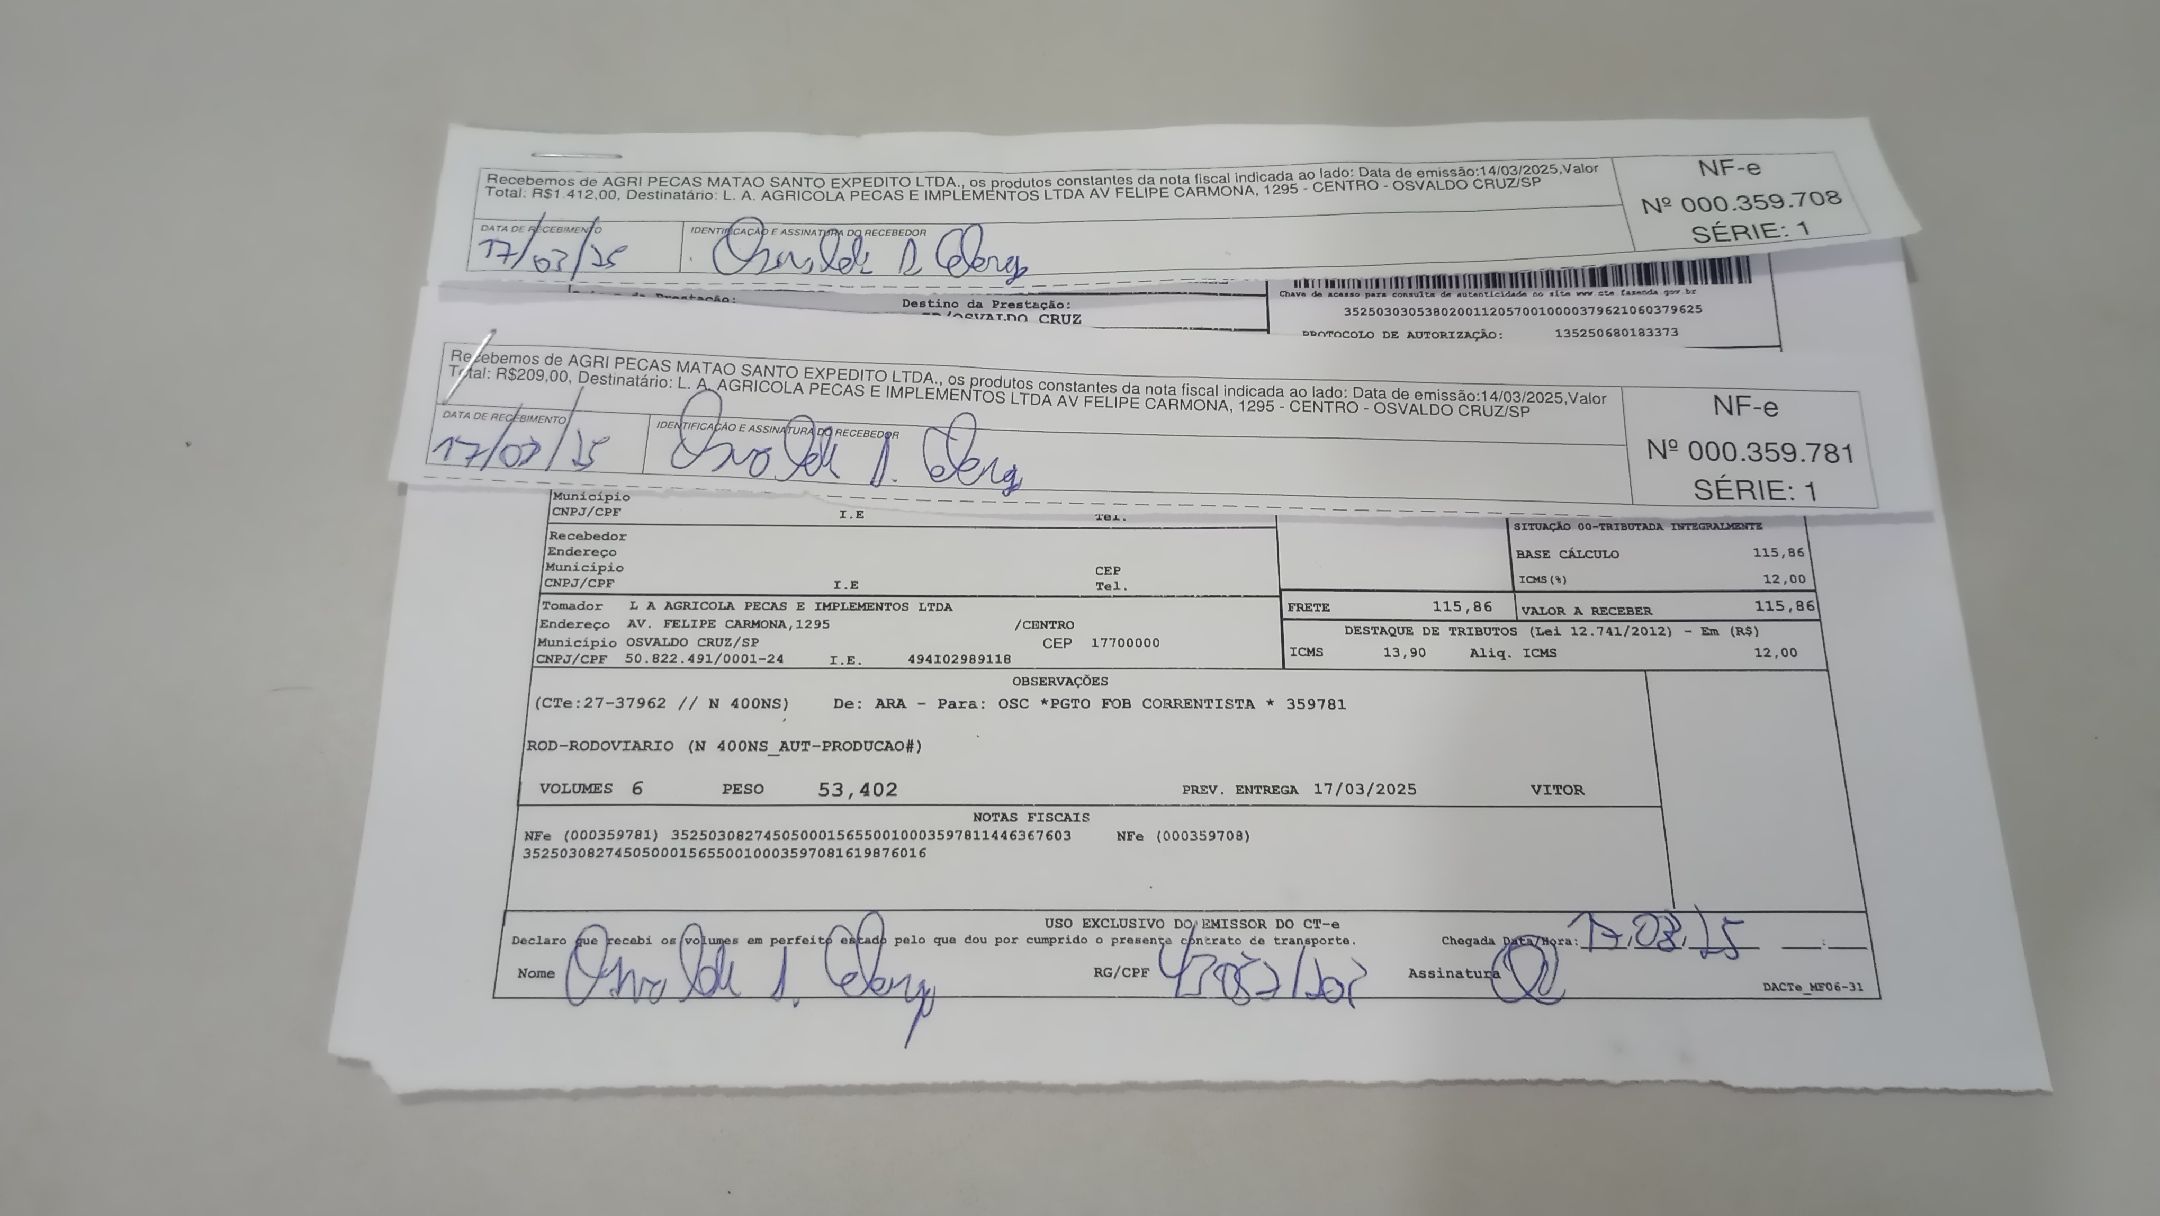 Recebemos de AGRI PECAS MATAO SANTO EXPEDITO LTDA., os produtos constantes da nota fiscal indicada ao lado: Data de emissão:14/03/2025,Valor
Total: R$1.412,00, Destinatário: L. A. AGRICOLA PECAS E IMPLEMENTOS LTDA AV FELIPE CARMONA, 1295 - CENTRO - OSVALDO CRUZ/SP
NF-e
Nº 000.359.708
SÉRIE: 1
DATA DE RECEBIMENTO
17/03/25
IDENTIFICAÇÃO E ASSINATURA DO RECEBEDOR
Destino da Prestação:
OSVALDO CRUZ
Chave de acesso para consulta de autenticidade no site www.cte.fazenda.gov.br
35250303053802001120570010000379621060379625
PROTOCOLO DE AUTORIZAÇÃO: 135250680183373
Recebemos de AGRI PECAS MATAO SANTO EXPEDITO LTDA., os produtos constantes da nota fiscal indicada ao lado: Data de emissão:14/03/2025,Valor
Total: R$209,00, Destinatário: L. A. AGRICOLA PECAS E IMPLEMENTOS LTDA AV FELIPE CARMONA, 1295 - CENTRO - OSVALDO CRUZ/SP
NF-e
Nº 000.359.781
SÉRIE: 1
DATA DE RECEBIMENTO
17/03/25
IDENTIFICAÇÃO E ASSINATURA DO RECEBEDOR
Município
CNPJ/CPF I.E Tel.
Recebedor
Endereço
Município CEP
CNPJ/CPF I.E Tel.
SITUAÇÃO 00-TRIBUTADA INTEGRALMENTE
BASE CÁLCULO 115,86
ICMS(%) 12,00
Tomador L A AGRICOLA PECAS E IMPLEMENTOS LTDA
Endereço AV. FELIPE CARMONA,1295 /CENTRO
Município OSVALDO CRUZ/SP CEP 17700000
CNPJ/CPF 50.822.491/0001-24 I.E. 494102989118
FRETE 115,86 VALOR A RECEBER 115,86
DESTAQUE DE TRIBUTOS (Lei 12.741/2012) - Em (R$)
ICMS 13,90 Aliq. ICMS 12,00
OBSERVAÇÕES
(CTe:27-37962 // N 400NS) De: ARA - Para: OSC *PGTO FOB CORRENTISTA * 359781
ROD-RODOVIARIO (N 400NS_AUT-PRODUCAO#)
VOLUMES 6 PESO 53,402 PREV. ENTREGA 17/03/2025 VITOR
NOTAS FISCAIS
NFe (000359781) 35250308274505000156550010003597811446367603 NFe (000359708)
35250308274505000156550010003597081619876016
USO EXCLUSIVO DO EMISSOR DO CT-e
Declaro que recebi os volumes em perfeito estado pelo que dou por cumprido o presente contrato de transporte.
Chegada Data/Hora: 17.03.25 __:__
Nome RG/CPF Assinatura
DACTe_MF06-31